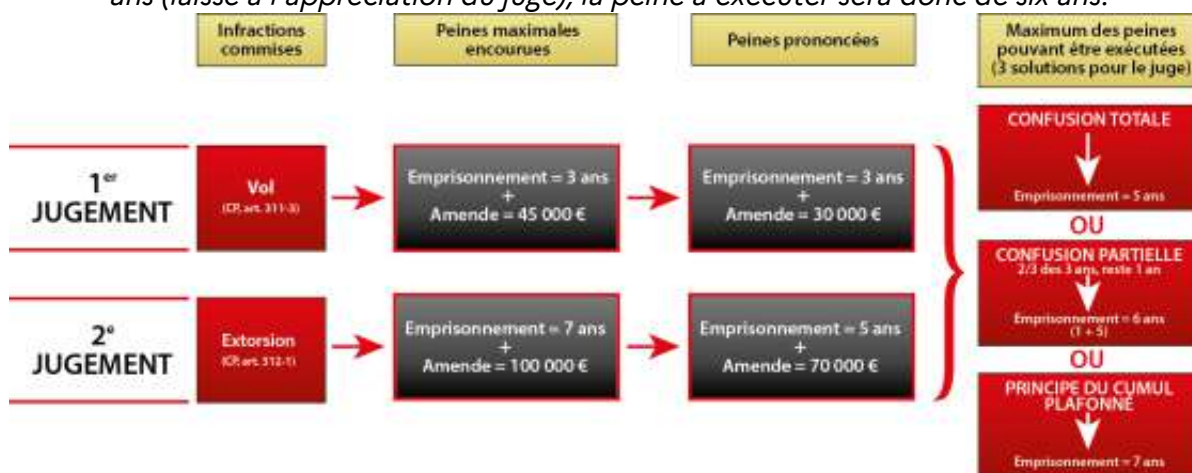 ans (laissé à l'appréciation du juge), la peine à exécuter sera donc de six ans.
Infractions
commises
Peines maximales
encourues
Peines prononcées
Maximum des peines
pouvant être exécutées
(3 solutions pour le juge)
1er
JUGEMENT
Vol
(CP, art. 311-3)
Emprisonnement = 3 ans
+
Amende = 45 000 €
Emprisonnement = 3 ans
+
Amende = 30 000 €
CONFUSION TOTALE
Emprisonnement = 5 ans
OU
CONFUSION PARTIELLE
2/3 des 3 ans, reste 1 an
Emprisonnement = 6 ans
(1 + 5)
2e
JUGEMENT
Extorsion
(CP, art. 312-1)
Emprisonnement = 7 ans
+
Amende = 100 000 €
Emprisonnement = 5 ans
+
Amende = 70 000 €
OU
PRINCIPE DU CUMUL
PLAFONNÉ
Emprisonnement = 7 ans